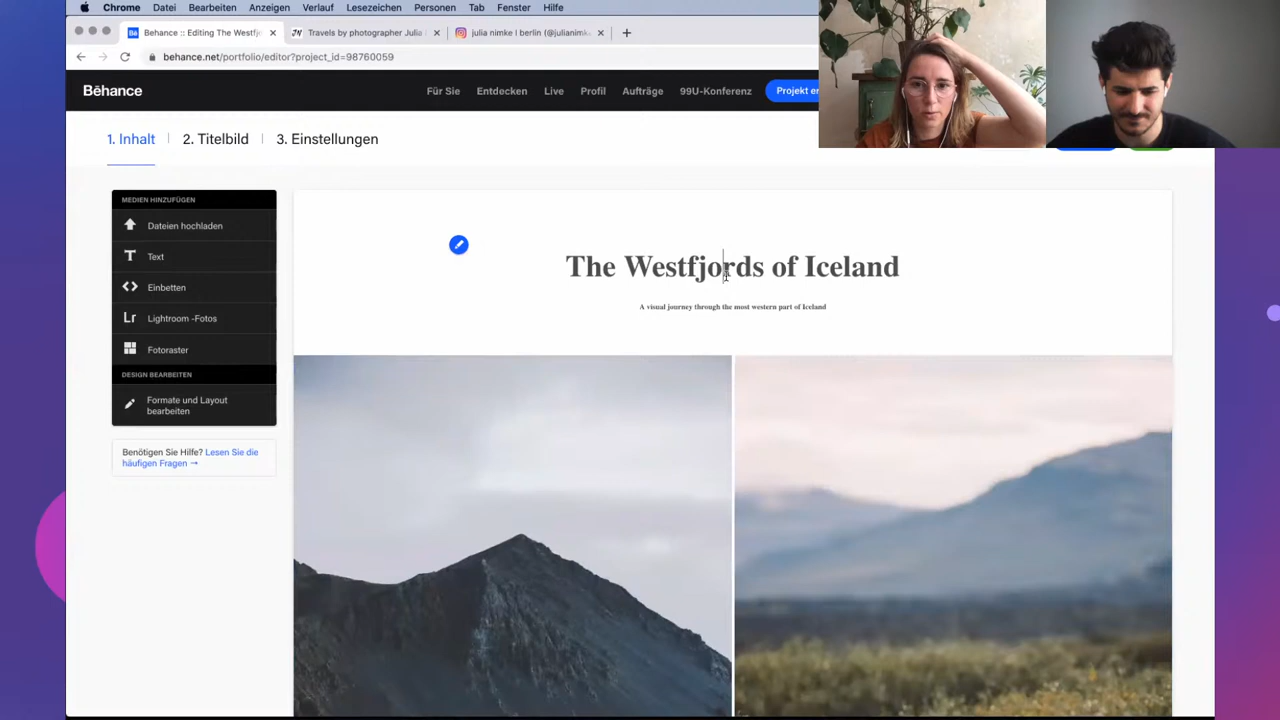 Chrome Datei Bearbeiten Anzeigen Verlauf Lesezeichen Personen Tab Fenster Hilfe
Bē Behance :: Editing The Westfj
JN Travels by photographer Julia
julia nimke I berlin (@julianimk
behance.net/portfolio/editor?project_id=98760059
Bēhance Für Sie Entdecken Live Profil Aufträge 99U-Konferenz
1. Inhalt 2. Titelbild 3. Einstellungen
MEDIEN HINZUFÜGEN
Dateien hochladen
T Text
Einbetten
Lr Lightroom -Fotos
Fotoraster
DESIGN BEARBEITEN
Formate und Layout
bearbeiten
Benötigen Sie Hilfe? Lesen Sie die
häufigen Fragen →
The Westfjords of Iceland
A visual journey through the most western part of Iceland